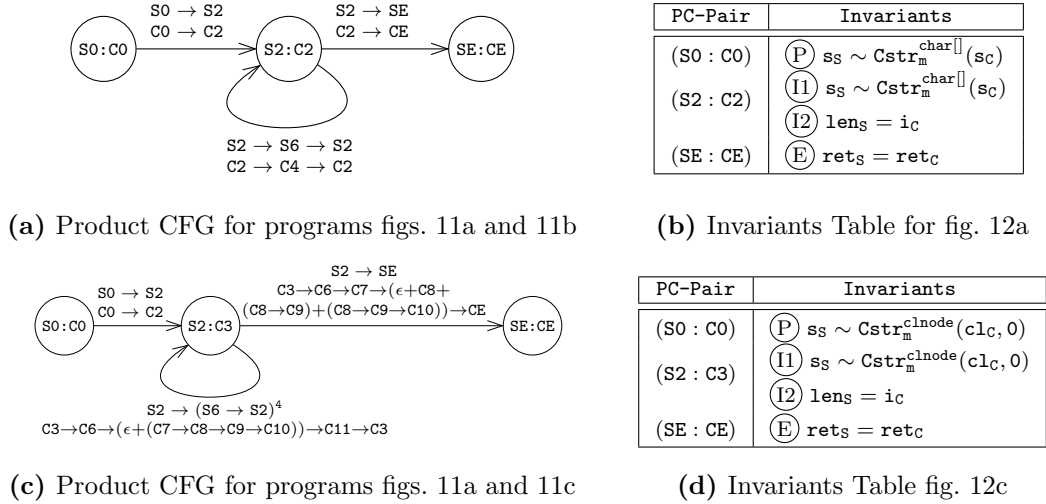 S0:C0
S0 → S2
C0 → C2
S2:C2
S2 → SE
C2 → CE
SE:CE
S2 → S6 → S2
C2 → C4 → C2
(a) Product CFG for programs figs. 11a and 11b
PC-Pair Invariants
(S0 : C0) Ⓟ s_S ∼ Cstr_m^char[](s_C)
(S2 : C2) (I1) s_S ∼ Cstr_m^char[](s_C)
(I2) len_S = i_C
(SE : CE) Ⓔ ret_S = ret_C
(b) Invariants Table for fig. 12a
S0:C0
S0 → S2
C0 → C2
S2:C3
S2 → SE
C3→C6→C7→(ϵ+C8+
(C8→C9)+(C8→C9→C10))→CE
SE:CE
S2 → (S6 → S2)⁴
C3→C6→(ϵ+(C7→C8→C9→C10))→C11→C3
(c) Product CFG for programs figs. 11a and 11c
PC-Pair Invariants
(S0 : C0) Ⓟ s_S ∼ Cstr_m^clnode(cl_C, 0)
(S2 : C3) (I1) s_S ∼ Cstr_m^clnode(cl_C, 0)
(I2) len_S = i_C
(SE : CE) Ⓔ ret_S = ret_C
(d) Invariants Table fig. 12c